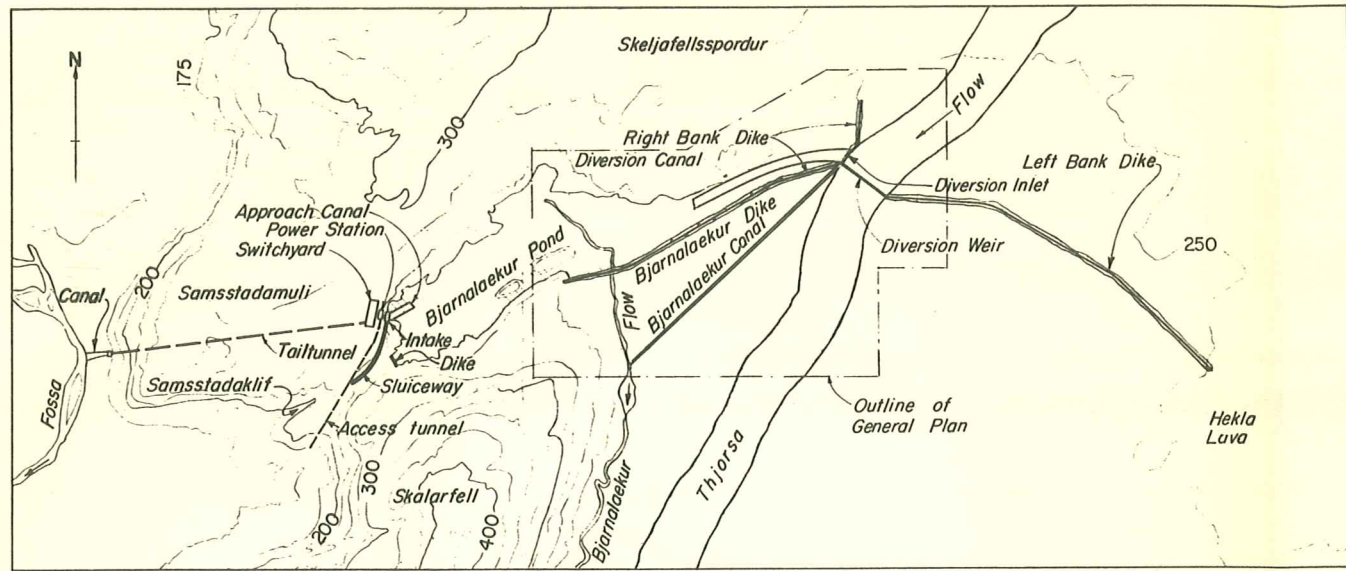 Skeljafellsspordur
N
175
300
Flow
Right Bank Dike
Diversion Canal
Left Bank Dike
Diversion Inlet
Approach Canal
Power Station
Switchyard
Bjarnalaekur Pond
Bjarnalaekur Dike
Bjarnalaekur Canal
Diversion Weir
250
200
Samsstadamuli
Canal
Flow
Intake
Tailtunnel
Dike
Samsstadaklif
Sluiceway
Fossa
Access tunnel
Outline of
General Plan
Hekla
Luva
Thjorsa
300
Skalarfell
200
400
Bjarnalaekur